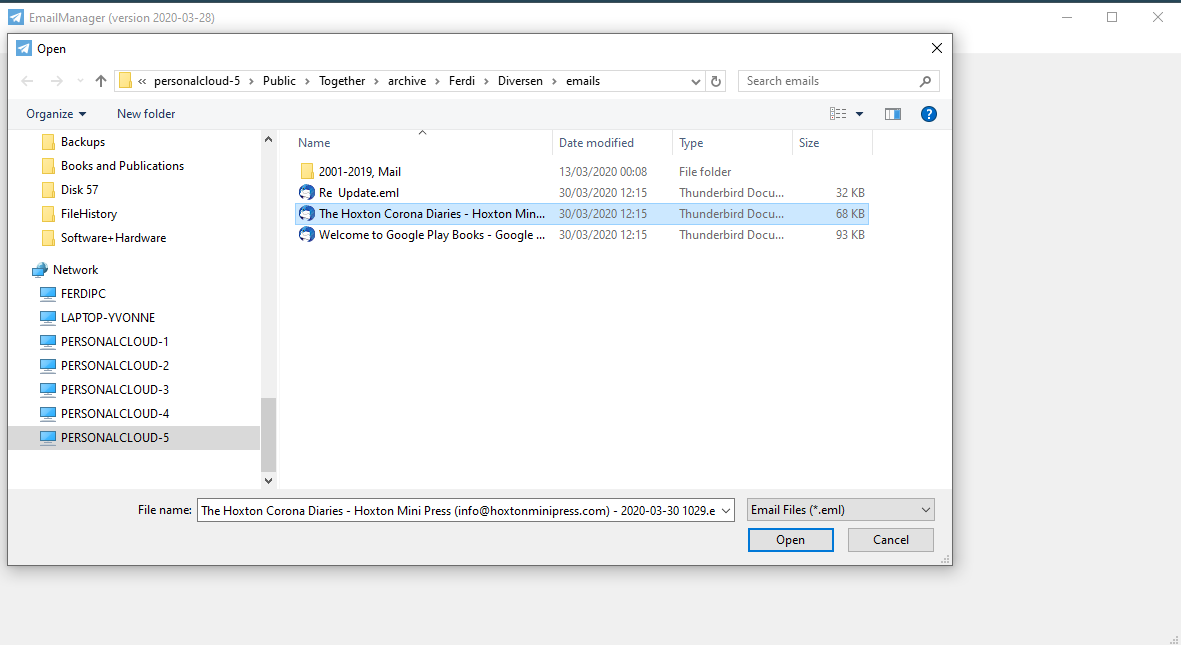 EmailManager (version 2020-03-28)
Open
« personalcloud-5 > Public > Together > archive > Ferdi > Diversen > emails
Search emails
Organize
New folder
?
Backups
Books and Publications
Disk 57
FileHistory
Software+Hardware
Network
FERDIPC
LAPTOP-YVONNE
PERSONALCLOUD-1
PERSONALCLOUD-2
PERSONALCLOUD-3
PERSONALCLOUD-4
PERSONALCLOUD-5
Name Date modified Type Size
2001-2019, Mail 13/03/2020 00:08 File folder
Re Update.eml 30/03/2020 12:15 Thunderbird Docu... 32 KB
The Hoxton Corona Diaries - Hoxton Min... 30/03/2020 12:15 Thunderbird Docu... 68 KB
Welcome to Google Play Books - Google ... 30/03/2020 12:15 Thunderbird Docu... 93 KB
File name: The Hoxton Corona Diaries - Hoxton Mini Press (info@hoxtonminipress.com) - 2020-03-30 1029.e
Email Files (*.eml)
Open
Cancel